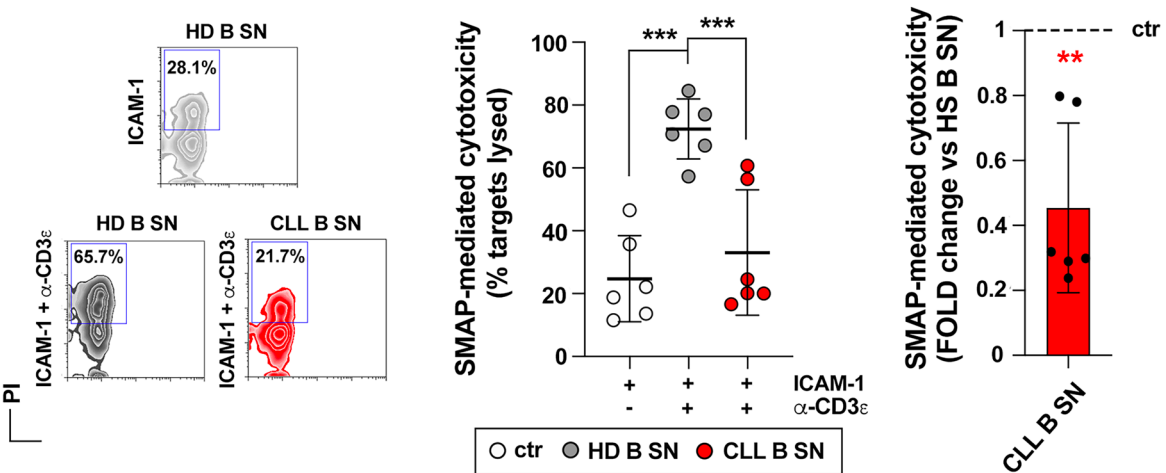 HD B SN
28.1%
ICAM-1
HD B SN
65.7%
ICAM-1 + α-CD3ε
CLL B SN
21.7%
ICAM-1 + α-CD3ε
PI
SMAP-mediated cytotoxicity
(% targets lysed)
100
80
60
40
20
0
***
***
+ + + ICAM-1
- + + α-CD3ε
ctr HD B SN CLL B SN
SMAP-mediated cytotoxicity
(FOLD change vs HS B SN)
1
0.8
0.6
0.4
0.2
0
ctr
**
CLL B SN